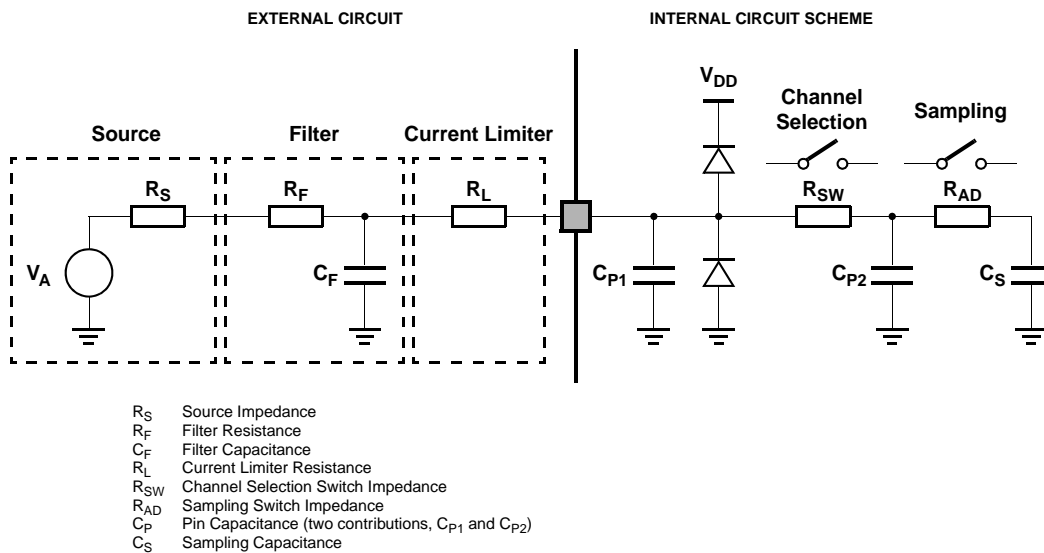 EXTERNAL CIRCUIT
INTERNAL CIRCUIT SCHEME
VDD
Channel
Selection
Sampling
Source
Filter
Current Limiter
RS
RF
RL
RSW
RAD
VA
CF
CP1
CP2
CS
RS Source Impedance
RF Filter Resistance
CF Filter Capacitance
RL Current Limiter Resistance
RSW Channel Selection Switch Impedance
RAD Sampling Switch Impedance
CP Pin Capacitance (two contributions, CP1 and CP2)
CS Sampling Capacitance